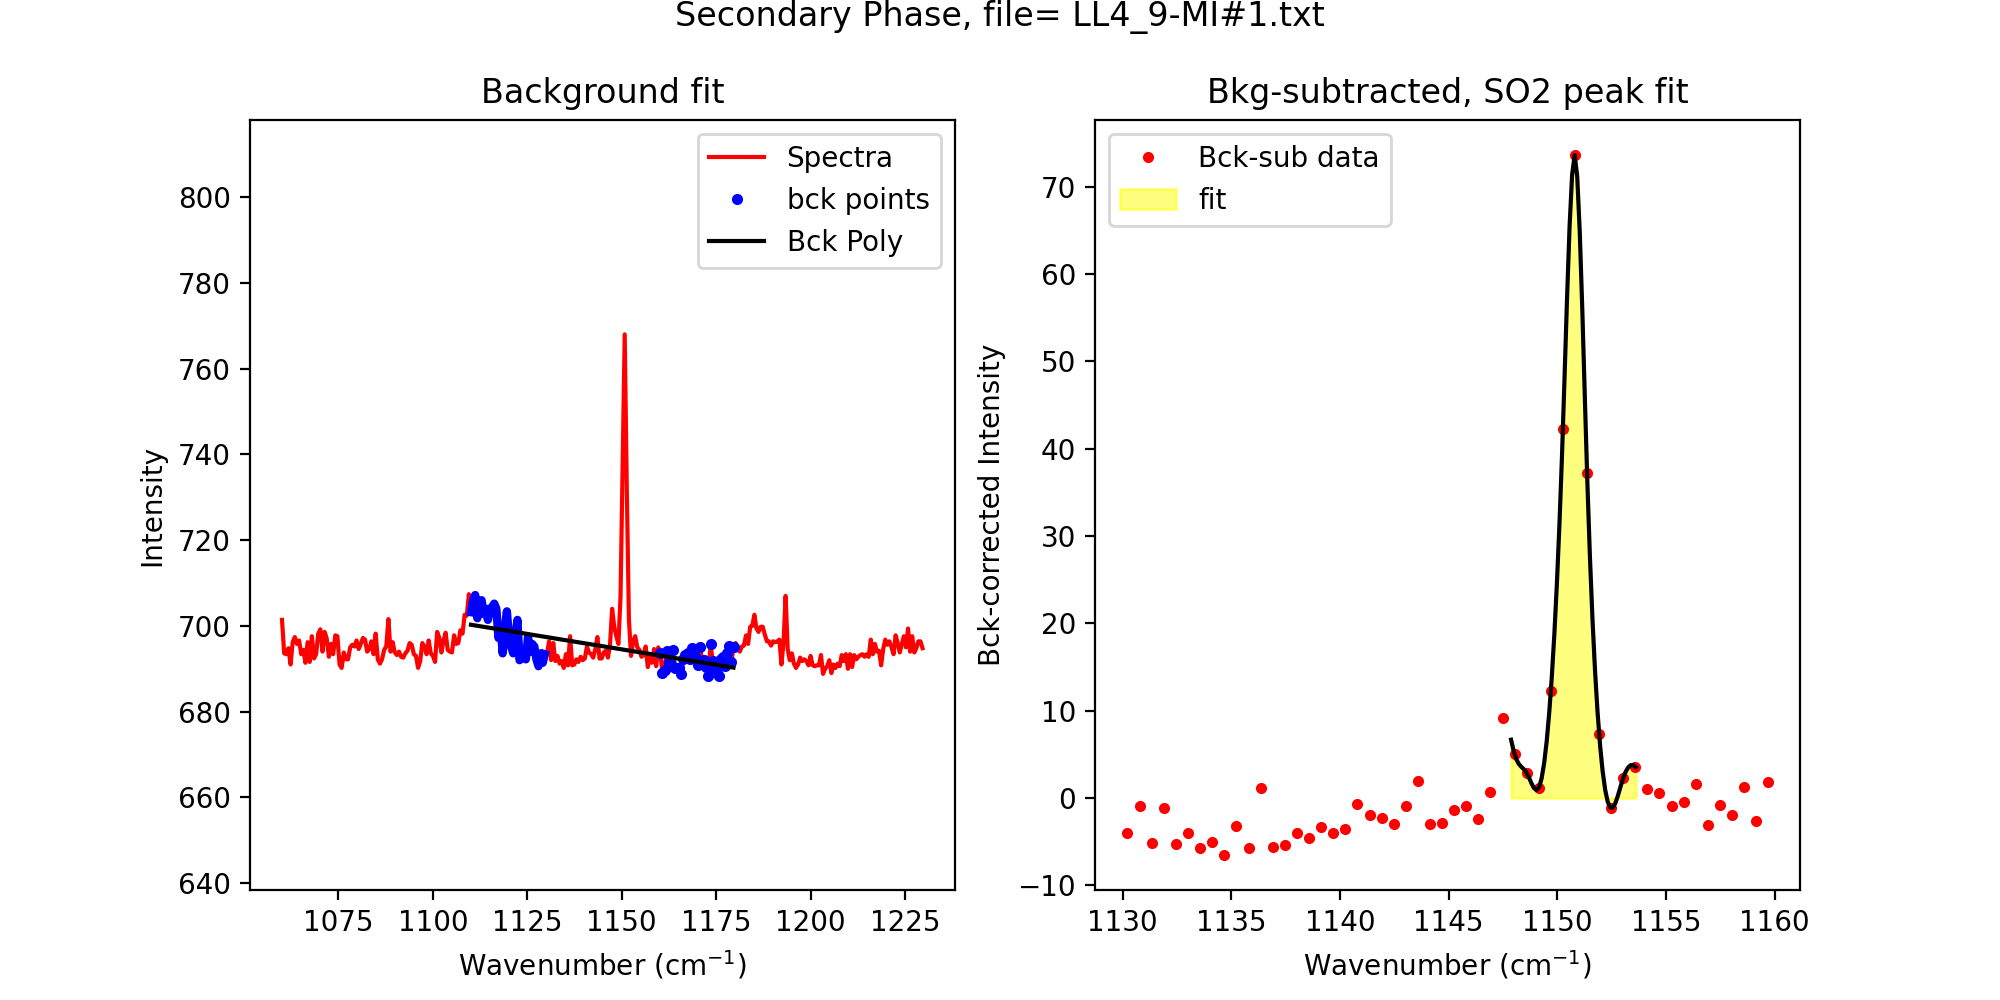 Secondary Phase, file= LL4_9-MI#1.txt
Background fit
Spectra
bck points
Bck Poly
800
780
760
740
720
700
680
660
640
Intensity
1075 1100 1125 1150 1175 1200 1225
Wavenumber (cm⁻¹)
Bkg-subtracted, SO2 peak fit
Bck-sub data
fit
70
60
50
40
30
20
10
0
−10
Bck-corrected Intensity
1130 1135 1140 1145 1150 1155 1160
Wavenumber (cm⁻¹)